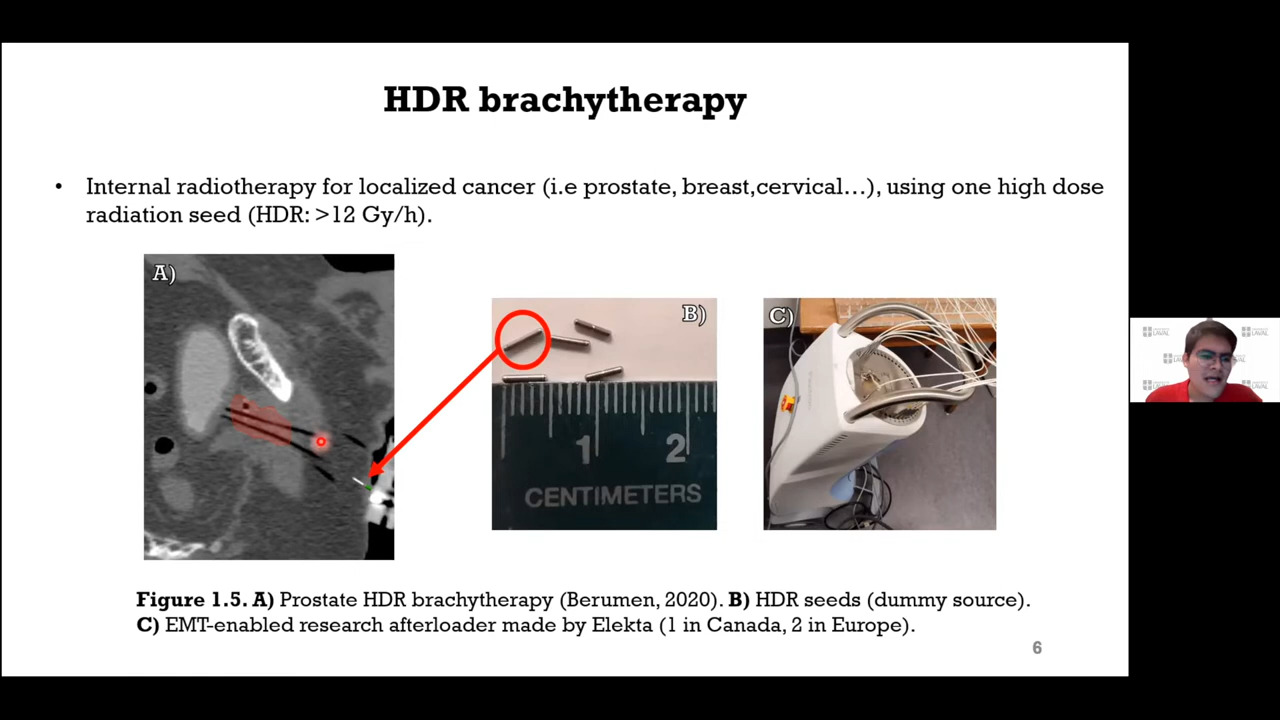 HDR brachytherapy
• Internal radiotherapy for localized cancer (i.e prostate, breast,cervical…), using one high dose
radiation seed (HDR: >12 Gy/h).
A)
B)
C)
1 2
CENTIMETERS
Figure 1.5. A) Prostate HDR brachytherapy (Berumen, 2020). B) HDR seeds (dummy source).
C) EMT-enabled research afterloader made by Elekta (1 in Canada, 2 in Europe).
6
LAVAL
LAVAL